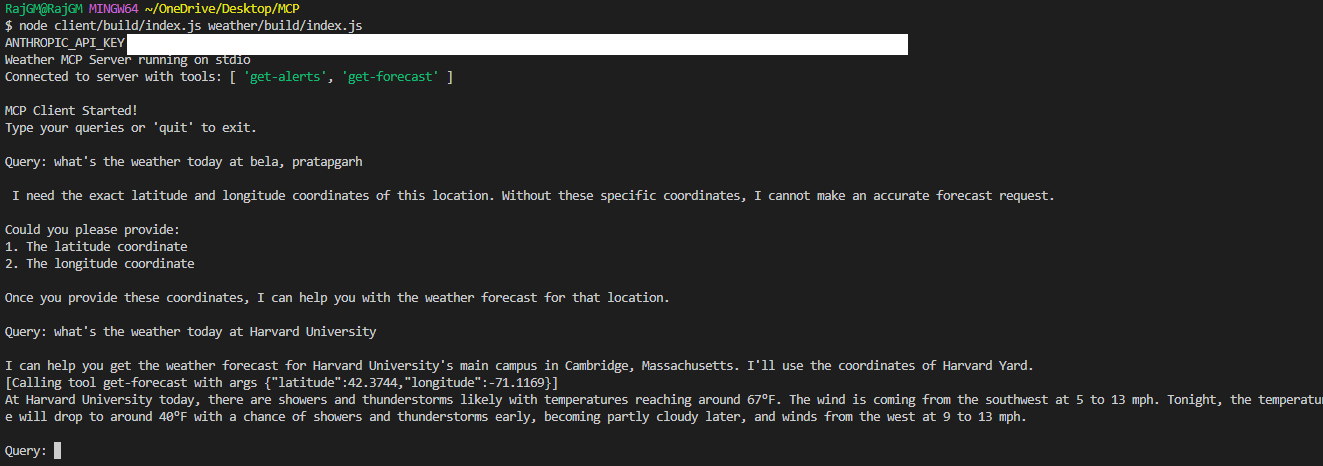 RajGM@RajGM MINGW64 ~/OneDrive/Desktop/MCP
$ node client/build/index.js weather/build/index.js
ANTHROPIC_API_KEY
Weather MCP Server running on stdio
Connected to server with tools: [ 'get-alerts', 'get-forecast' ]
MCP Client Started!
Type your queries or 'quit' to exit.
Query: what's the weather today at bela, pratapgarh
I need the exact latitude and longitude coordinates of this location. Without these specific coordinates, I cannot make an accurate forecast request.
Could you please provide:
1. The latitude coordinate
2. The longitude coordinate
Once you provide these coordinates, I can help you with the weather forecast for that location.
Query: what's the weather today at Harvard University
I can help you get the weather forecast for Harvard University's main campus in Cambridge, Massachusetts. I'll use the coordinates of Harvard Yard.
[Calling tool get-forecast with args {"latitude":42.3744,"longitude":-71.1169}]
At Harvard University today, there are showers and thunderstorms likely with temperatures reaching around 67°F. The wind is coming from the southwest at 5 to 13 mph. Tonight, the temperatur
e will drop to around 40°F with a chance of showers and thunderstorms early, becoming partly cloudy later, and winds from the west at 9 to 13 mph.
Query: